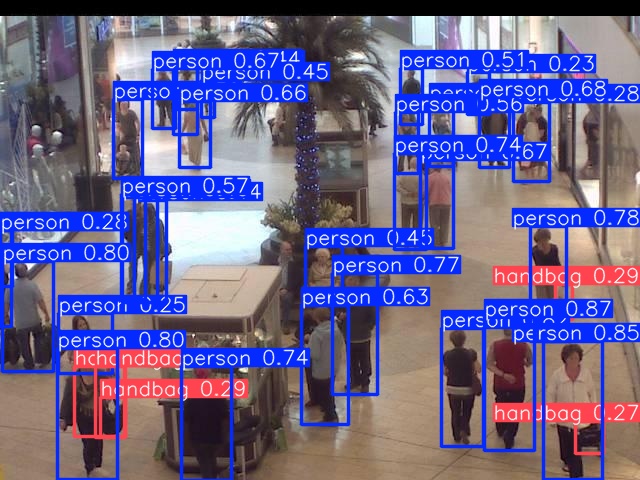 person 0.67
person 0.45
person 0.66
person 0.51
0.23
person 0.68
0.28
0.56
person 0.74
person 0.57
person 0.28
person 0.80
person 0.25
person 0.80
handbag
handbag 0.29
person 0.74
person 0.45
person 0.77
person 0.63
person 0.78
handbag 0.29
person 0.87
person 0.85
handbag 0.27